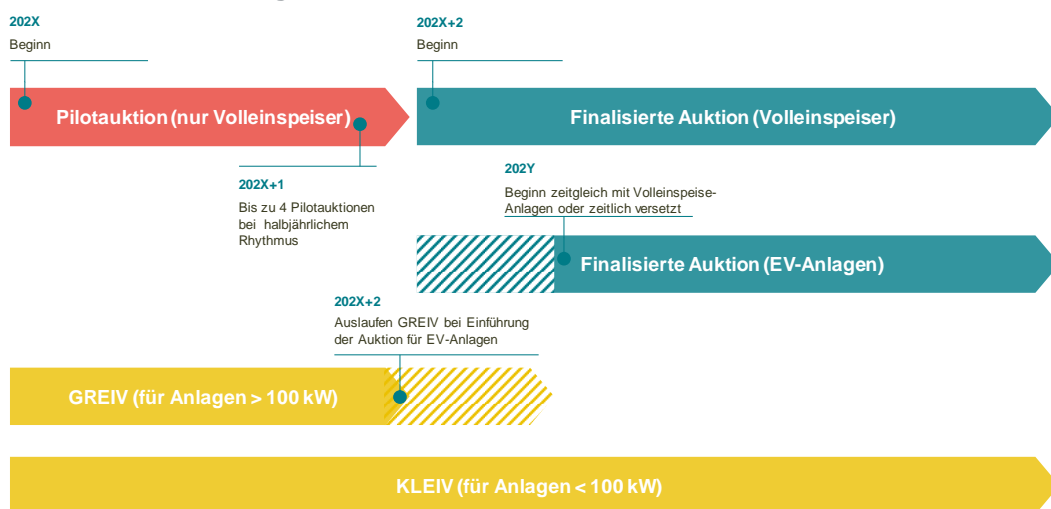 202X
Beginn
202X+2
Beginn
Pilotauktion (nur Volleinspeiser)
Finalisierte Auktion (Volleinspeiser)
202X+1
Bis zu 4 Pilotauktionen
bei halbjährlichem
Rhythmus
202Y
Beginn zeitgleich mit Volleinspeise-
Anlagen oder zeitlich versetzt
Finalisierte Auktion (EV-Anlagen)
202X+2
Auslaufen GREIV bei Einführung
der Auktion für EV-Anlagen
GREIV (für Anlagen > 100 kW)
KLEIV (für Anlagen < 100 kW)